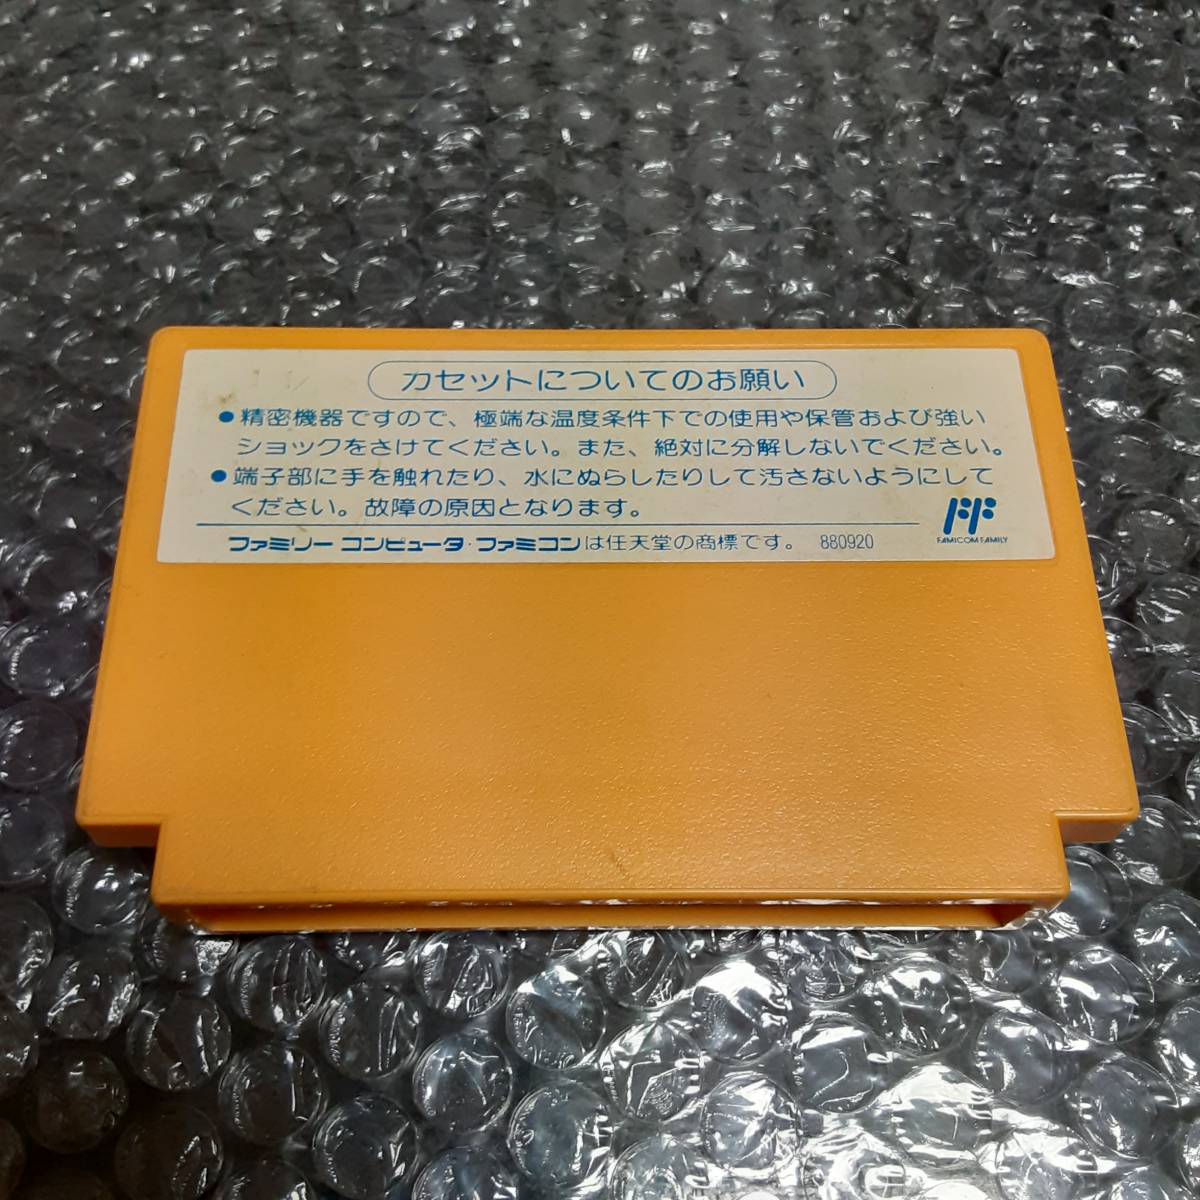 カセットについてのお願い
●精密機器ですので、極端な温度条件下での使用や保管および強い
ショックをさけてください。また、絶対に分解しないでください。
●端子部に手を触れたり、水にぬらしたりして汚さないようにして
ください。故障の原因となります。
ファミリーコンピュータ・ファミコンは任天堂の商標です。 880920
FAMICOM FAMILY